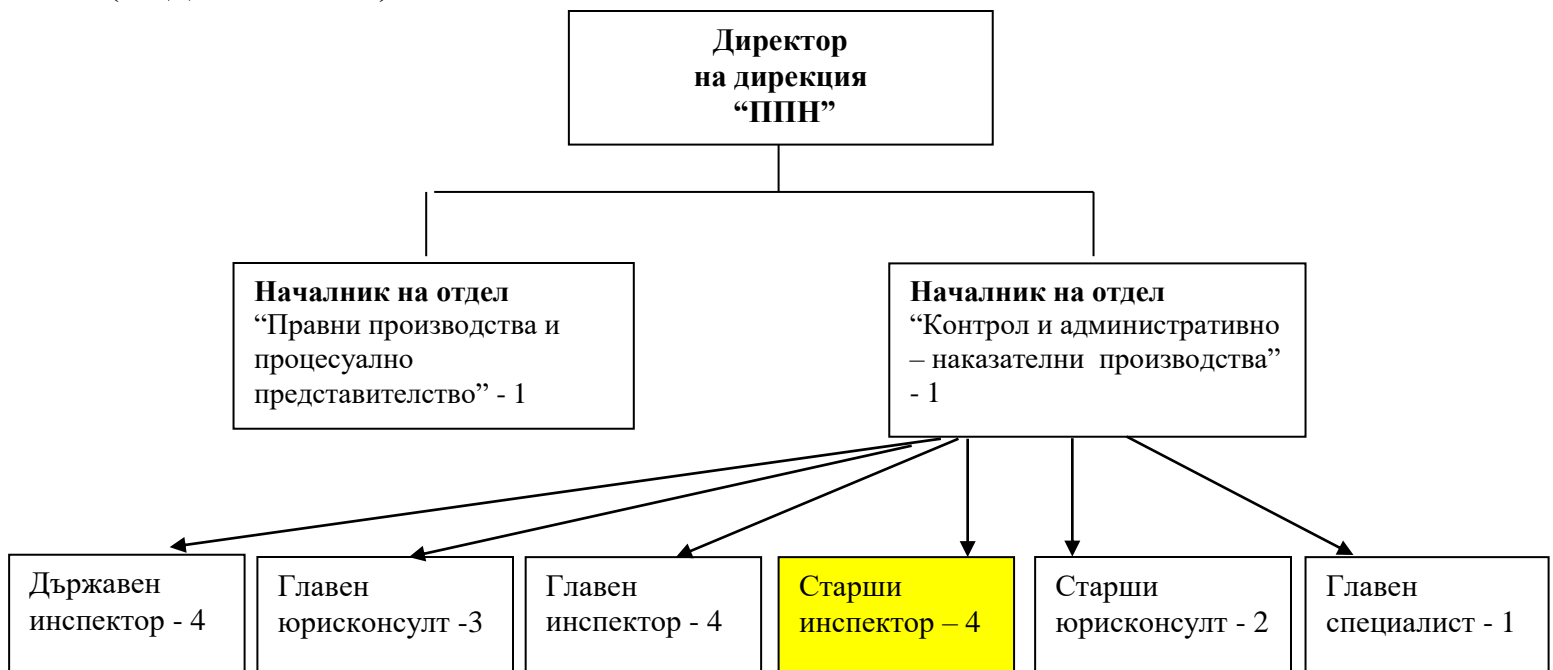 Директор
на дирекция
“ППН”
Началник на отдел
“Правни производства и
процесуално
представителство” - 1
Началник на отдел
“Контрол и административно
– наказателни производства”
- 1
Държавен
инспектор - 4
Главен
юрисконсулт -3
Главен
инспектор - 4
Старши
инспектор – 4
Старши
юрисконсулт - 2
Главен
специалист - 1